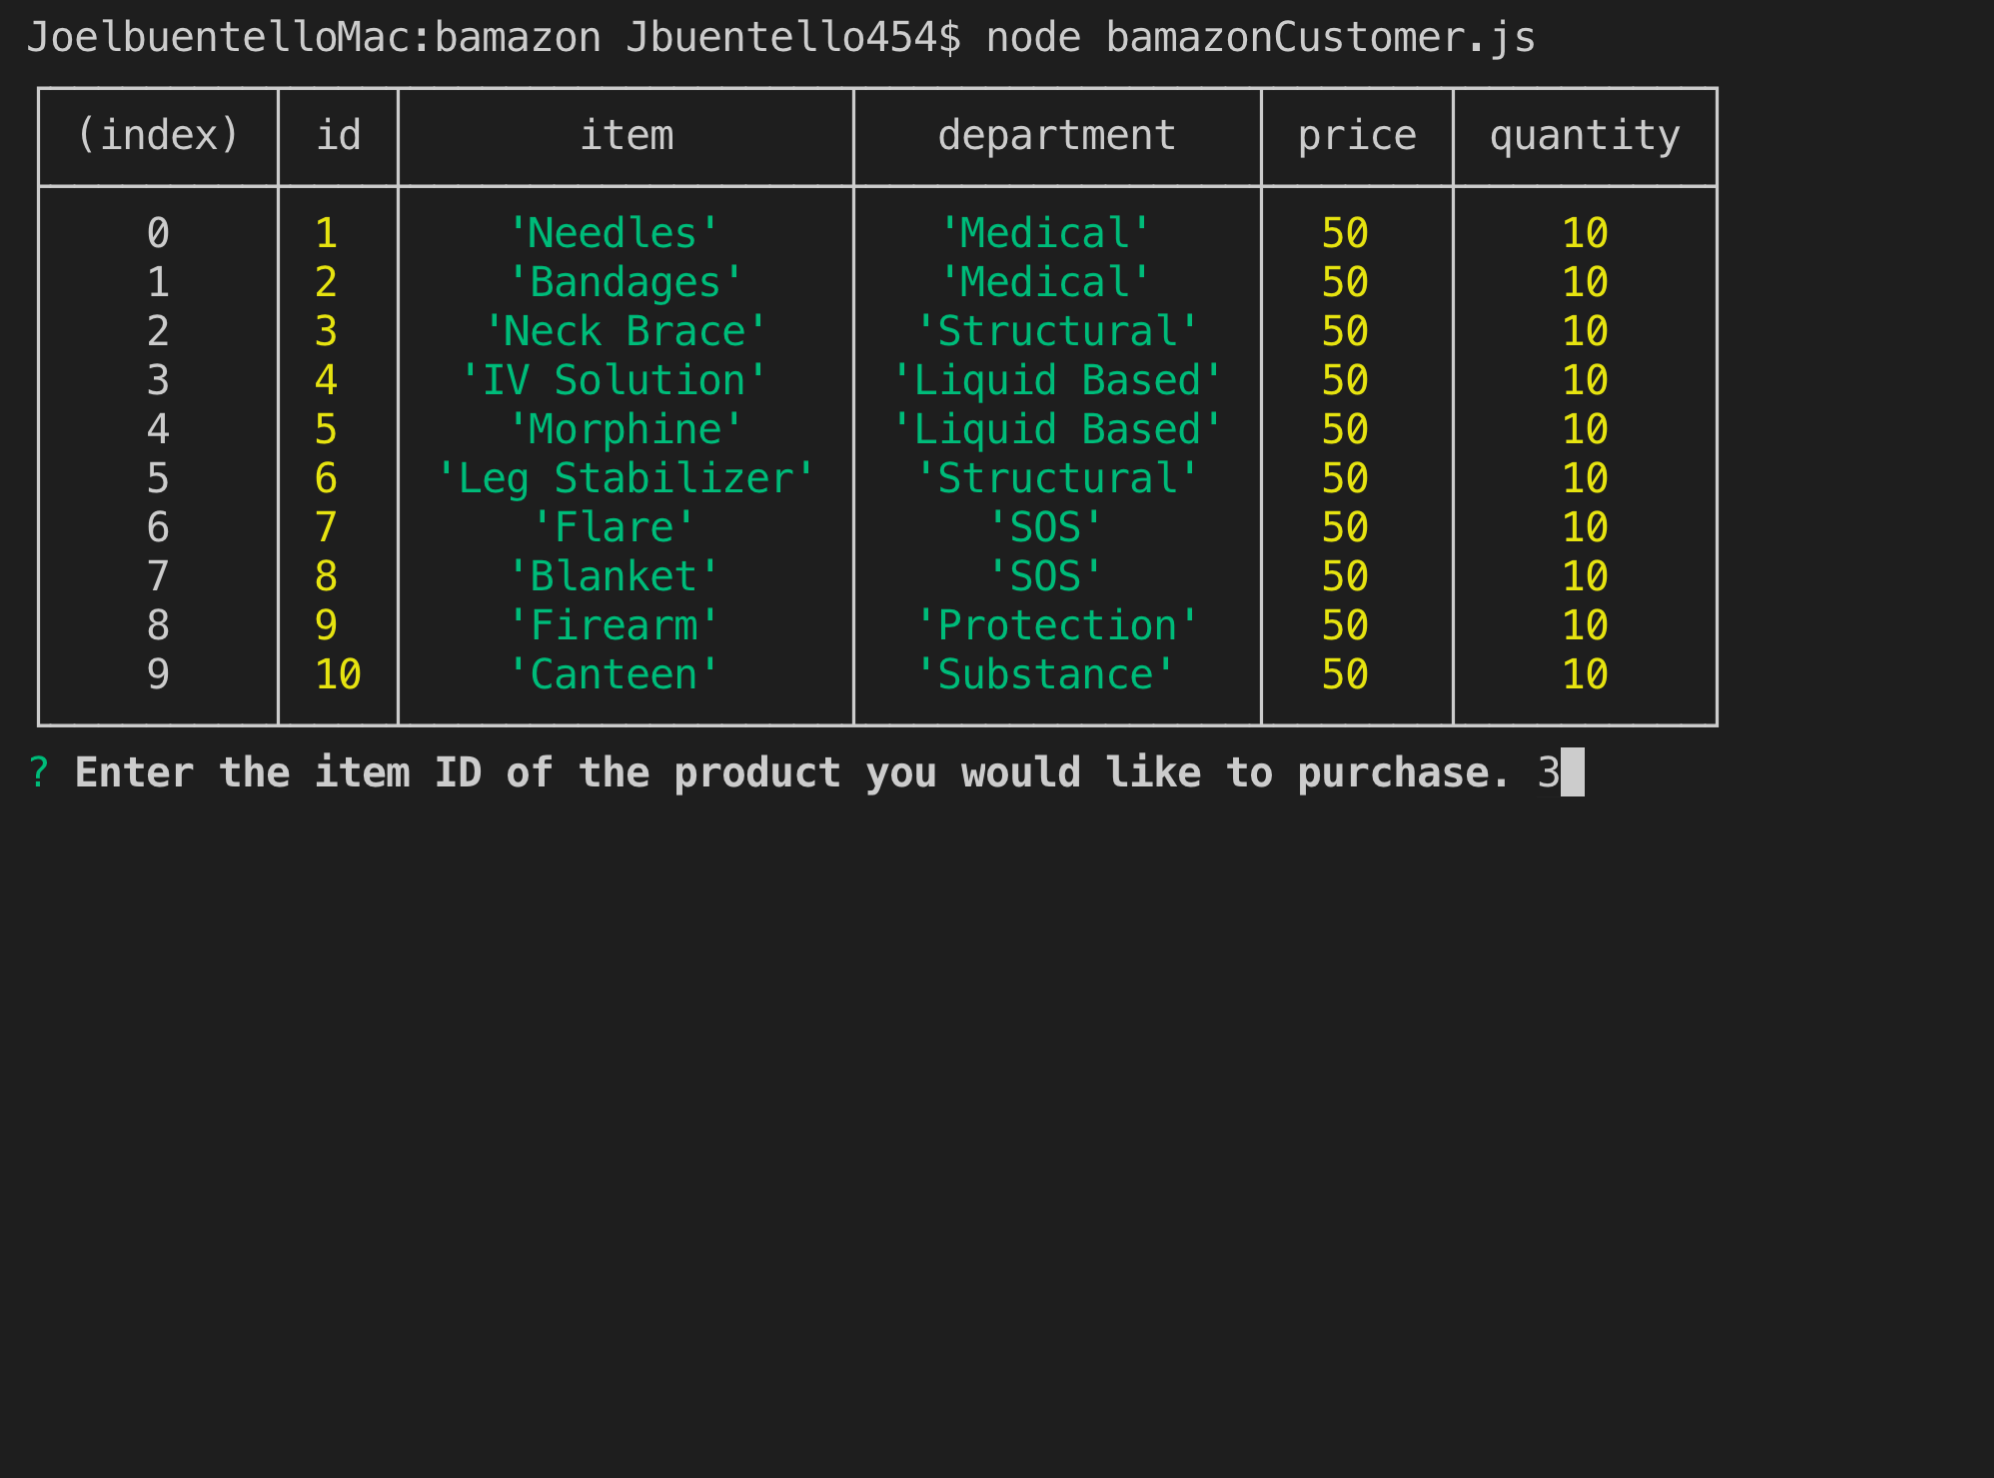 JoelbuentelloMac:bamazon Jbuentello454$ node bamazonCustomer.js
(index) id item department price quantity
0 1 'Needles' 'Medical' 50 10
1 2 'Bandages' 'Medical' 50 10
2 3 'Neck Brace' 'Structural' 50 10
3 4 'IV Solution' 'Liquid Based' 50 10
4 5 'Morphine' 'Liquid Based' 50 10
5 6 'Leg Stabilizer' 'Structural' 50 10
6 7 'Flare' 'SOS' 50 10
7 8 'Blanket' 'SOS' 50 10
8 9 'Firearm' 'Protection' 50 10
9 10 'Canteen' 'Substance' 50 10
? Enter the item ID of the product you would like to purchase. 3